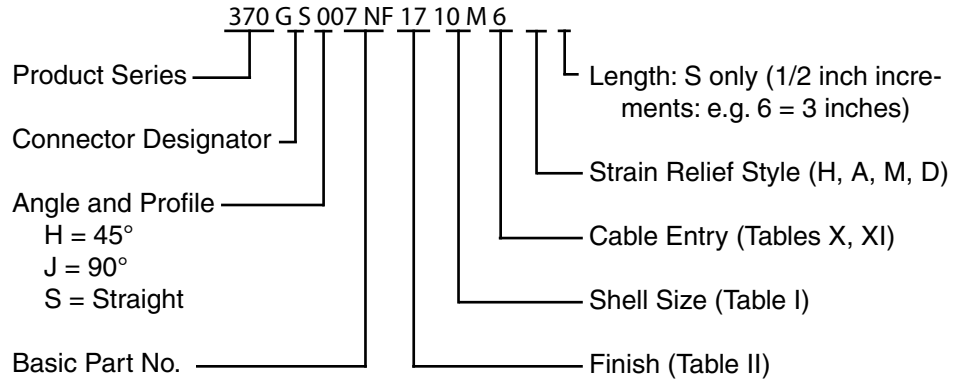 370 G S 007 NF 17 10 M 6
Product Series
Connector Designator
Angle and Profile
H = 45°
J = 90°
S = Straight
Basic Part No.
Length: S only (1/2 inch incre-
ments: e.g. 6 = 3 inches)
Strain Relief Style (H, A, M, D)
Cable Entry (Tables X, XI)
Shell Size (Table I)
Finish (Table II)